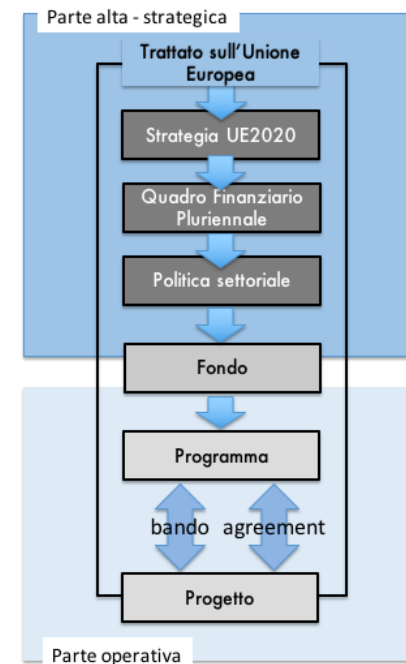 Parte alta - strategica
Trattato sull'Unione
Europea
Strategia UE2020
Quadro Finanziario
Pluriennale
Politica settoriale
Fondo
Programma
bando agreement
Progetto
Parte operativa